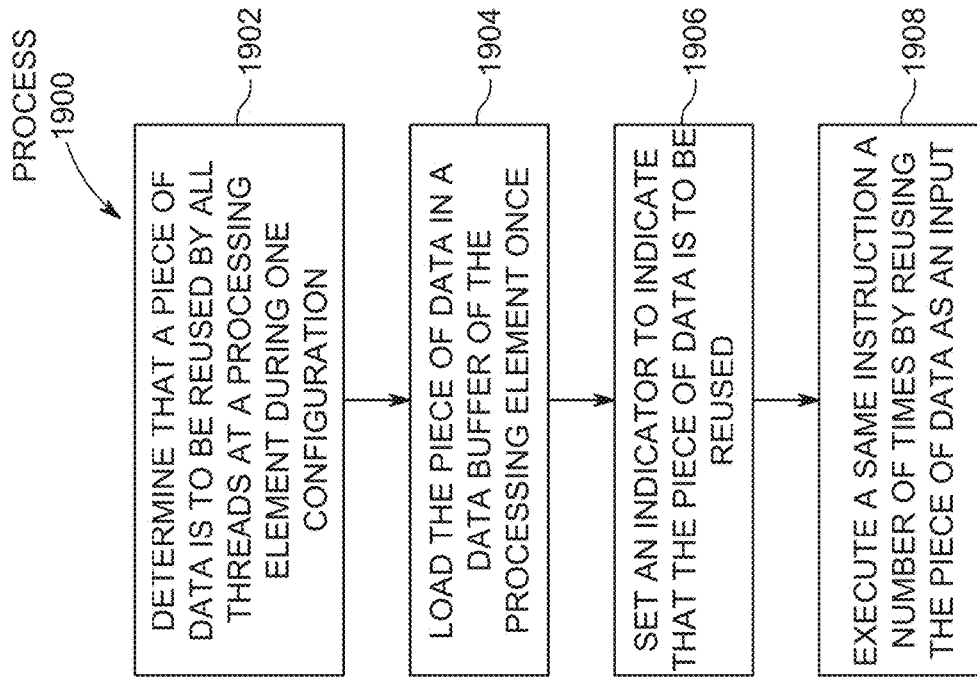 PROCESS
1900
DETERMINE THAT A PIECE OF
DATA IS TO BE REUSED BY ALL
THREADS AT A PROCESSING
ELEMENT DURING ONE
CONFIGURATION
1902
LOAD THE PIECE OF DATA IN A
DATA BUFFER OF THE
PROCESSING ELEMENT ONCE
1904
SET AN INDICATOR TO INDICATE
THAT THE PIECE OF DATA IS TO BE
REUSED
1906
EXECUTE A SAME INSTRUCTION A
NUMBER OF TIMES BY REUSING
THE PIECE OF DATA AS AN INPUT
1908